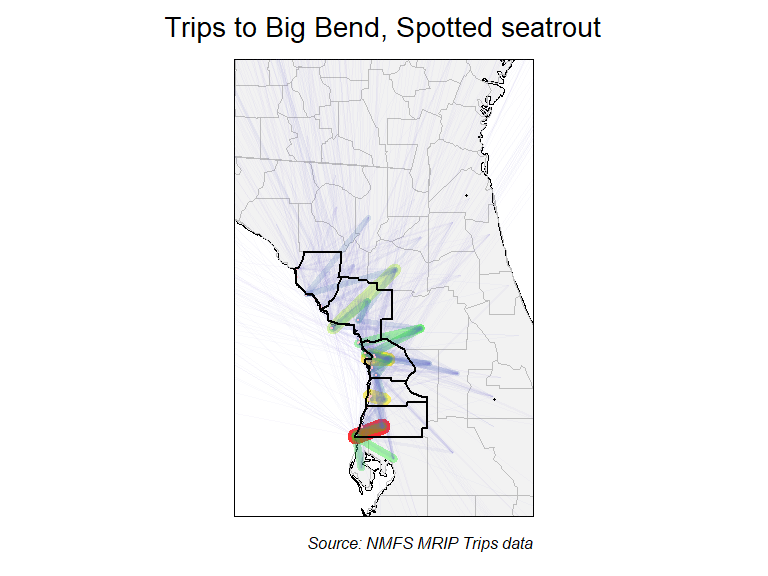 Trips to Big Bend, Spotted seatrout
Source: NMFS MRIP Trips data